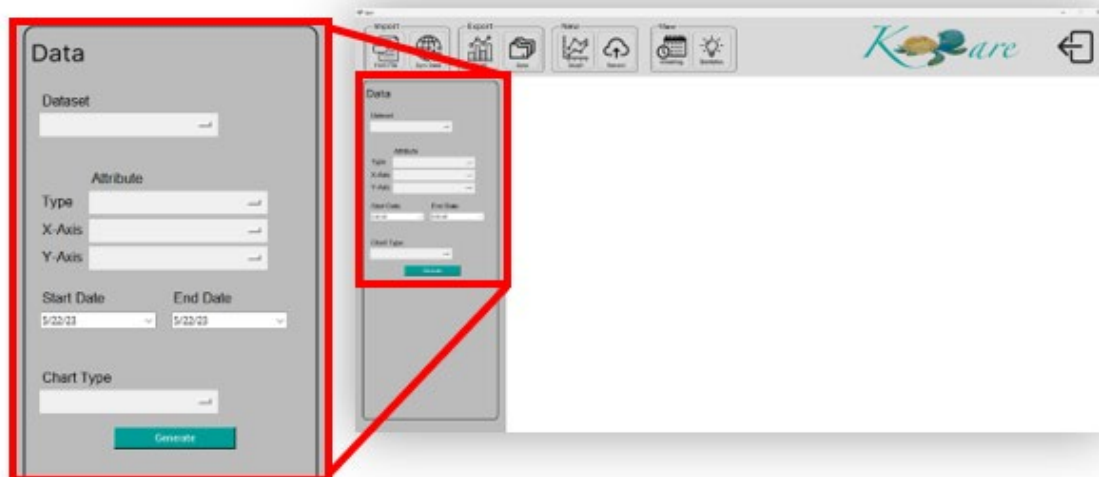 Data
Dataset
Attribute
Type
X-Axis
Y-Axis
Start Date End Date
5/22/23 5/22/23
Chart Type
Generate
Import Export New View
Data
Dataset
Attribute
Type
X-Axis
Y-Axis
Start Date End Date
Chart Type